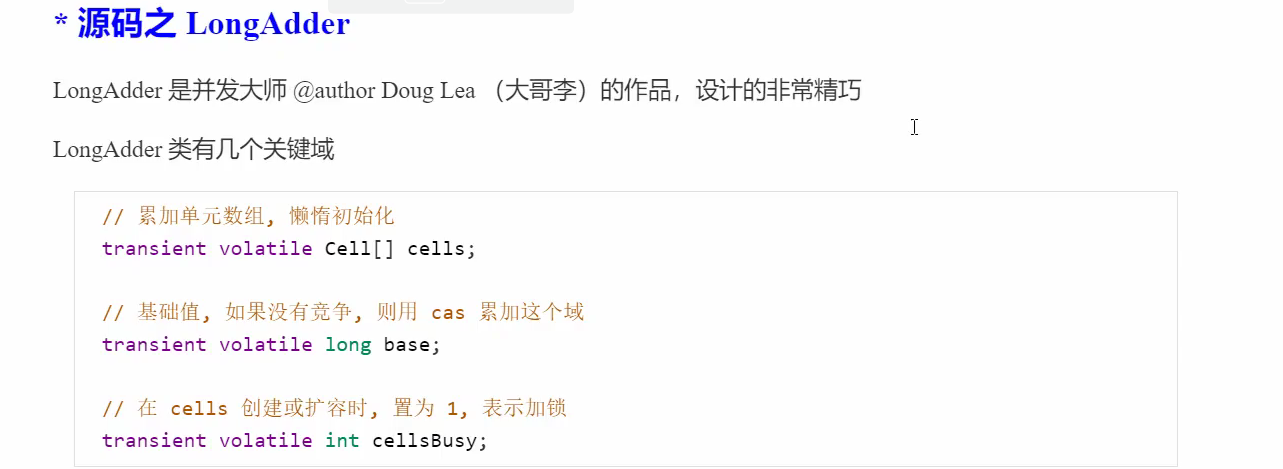 * 源码之 LongAdder
LongAdder 是并发大师 @author Doug Lea （大哥李）的作品，设计的非常精巧
LongAdder 类有几个关键域
// 累加单元数组, 懒惰初始化
transient volatile Cell[] cells;
// 基础值, 如果没有竞争, 则用 cas 累加这个域
transient volatile long base;
// 在 cells 创建或扩容时, 置为 1, 表示加锁
transient volatile int cellsBusy;